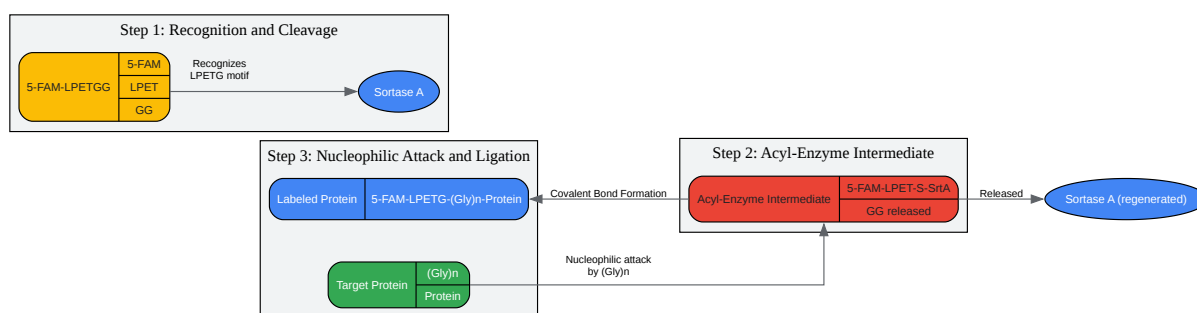 Step 1: Recognition and Cleavage
5-FAM-LPETGG
5-FAM
LPET
GG
Recognizes
LPETG motif
Sortase A
Step 3: Nucleophilic Attack and Ligation
Labeled Protein
5-FAM-LPETG-(Gly)n-Protein
Covalent Bond Formation
Target Protein
(Gly)n
Protein
Nucleophilic attack
by (Gly)n
Step 2: Acyl-Enzyme Intermediate
Acyl-Enzyme Intermediate
5-FAM-LPET-S-SrtA
GG released
Released
Sortase A (regenerated)